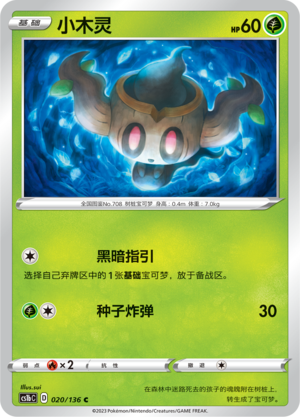 基础 小木灵 HP60
全国图鉴No.708 树桩宝可梦 身高:0.4m 体重:7.0kg
黑暗指引
选择自己弃牌区中的1张基础宝可梦,放于备战区。
种子炸弹 30
Illus.sui
弱点 ×2 抵抗力 撤退
CS1bC D 020/136 C
在森林中迷路死去的孩子的魂魄附在树桩上,
转生成了宝可梦。
©2023 Pokémon/Nintendo/Creatures/GAME FREAK.